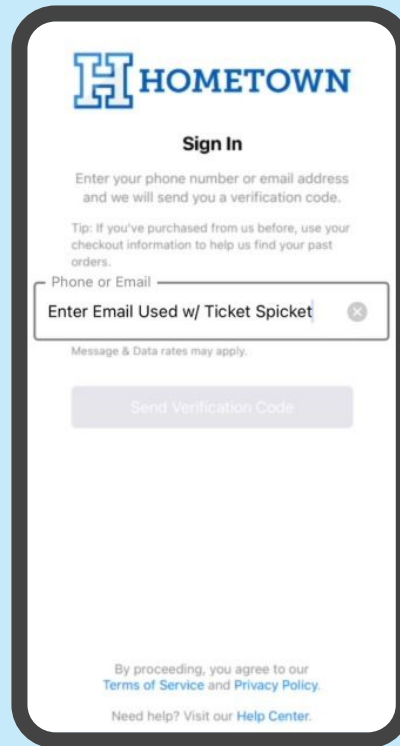 H HOMETOWN
Sign In
Enter your phone number or email address
and we will send you a verification code.
Tip: If you've purchased from us before, use your
checkout information to help us find your past
orders.
Phone or Email
Enter Email Used w/ Ticket Spicket
Message & Data rates may apply.
Send Verification Code
By proceeding, you agree to our
Terms of Service and Privacy Policy.
Need help? Visit our Help Center.